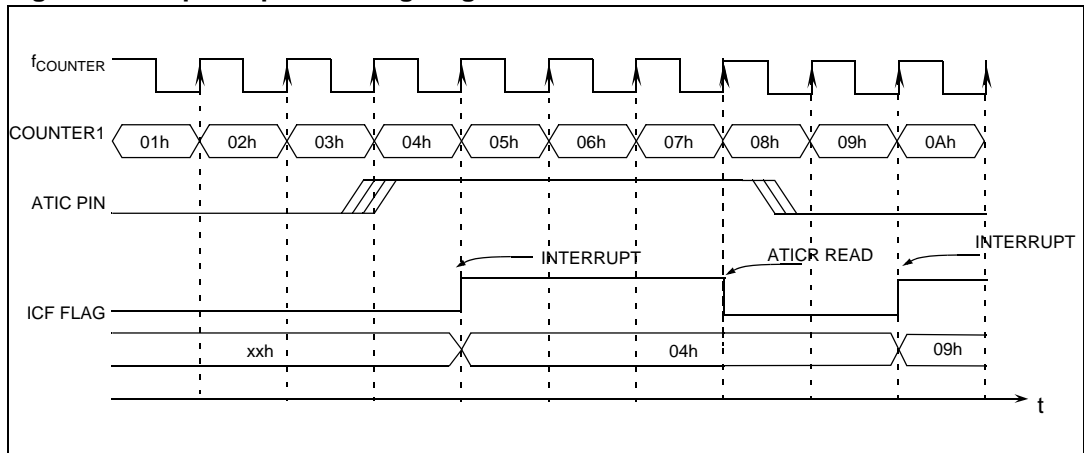 fCOUNTER
COUNTER1 01h 02h 03h 04h 05h 06h 07h 08h 09h 0Ah
ATIC PIN
INTERRUPT ATICR READ INTERRUPT
ICF FLAG
xxh 04h 09h
t